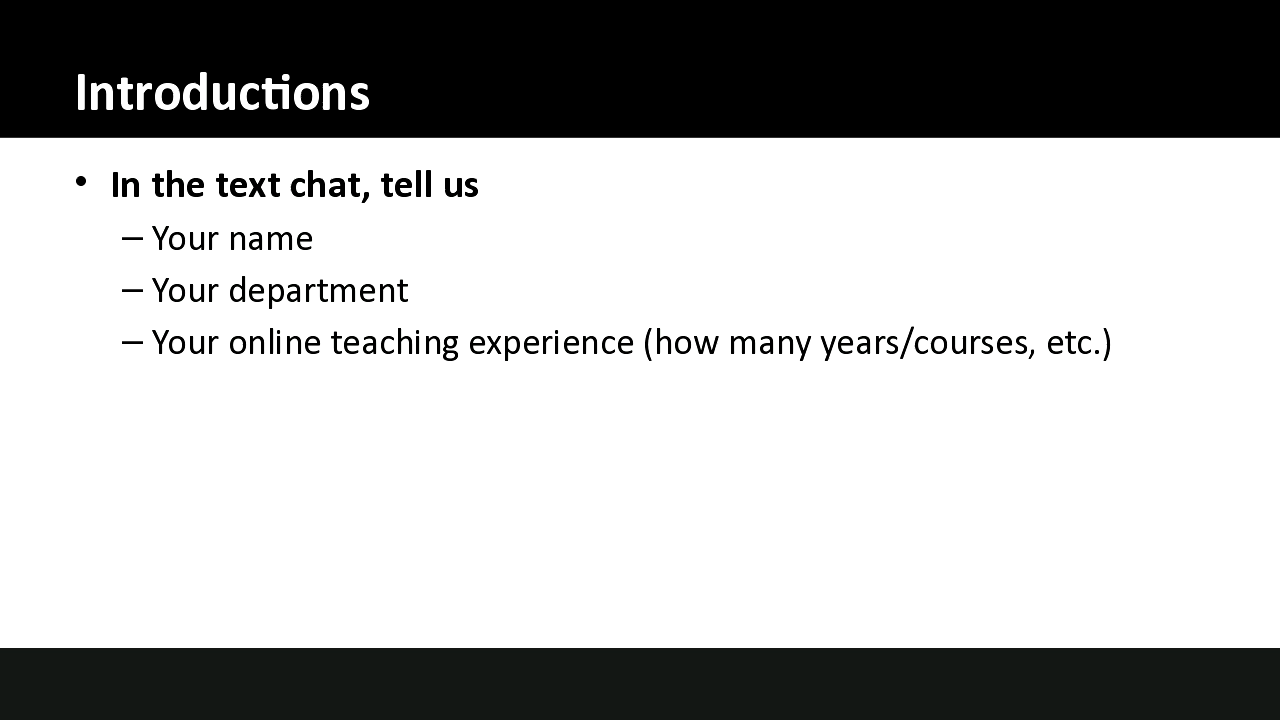 Introductions
• In the text chat, tell us
– Your name
– Your department
– Your online teaching experience (how many years/courses, etc.)